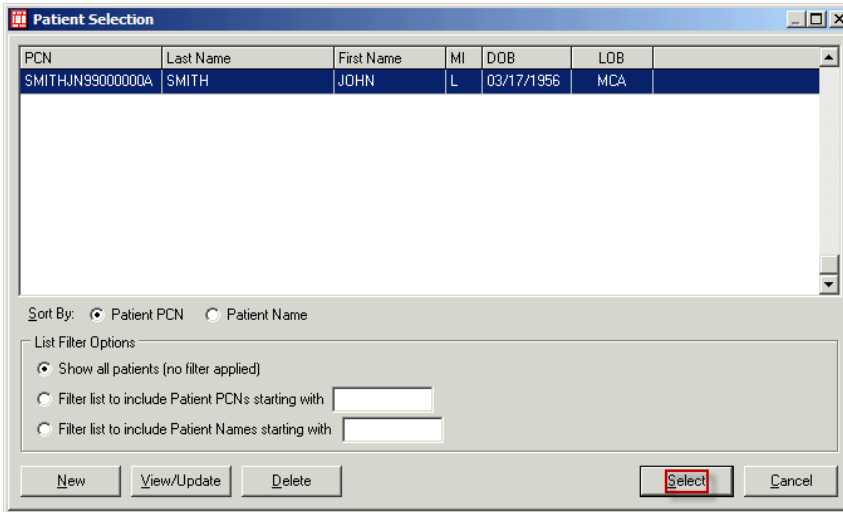 Patient Selection
PCN Last Name First Name MI DOB LOB
SMITHJN99000000A SMITH JOHN L 03/17/1956 MCA
Sort By: Patient PCN Patient Name
List Filter Options
Show all patients (no filter applied)
Filter list to include Patient PCNs starting with
Filter list to include Patient Names starting with
New View/Update Delete Select Cancel